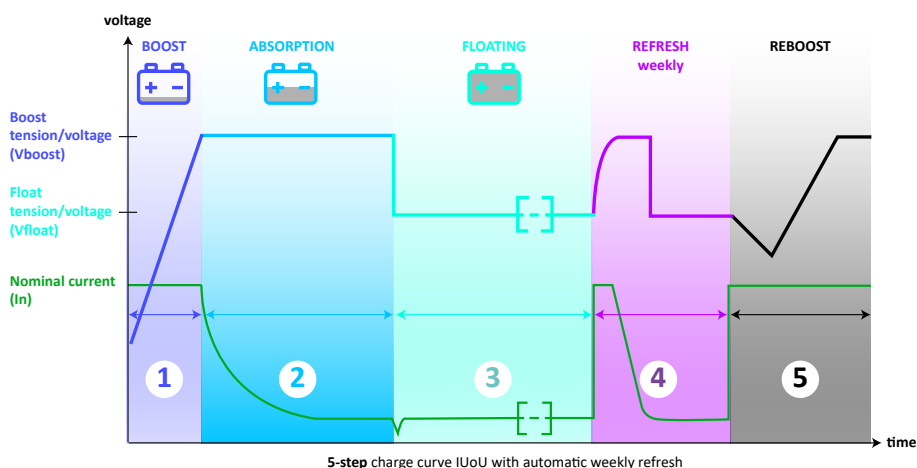 voltage
BOOST
ABSORPTION
FLOATING
REFRESH
weekly
REBOOST
Boost
tension/voltage
(Vboost)
Float
tension/voltage
(Vfloat)
Nominal current
(In)
1
2
3
4
5
time
5-step charge curve IUoU with automatic weekly refresh